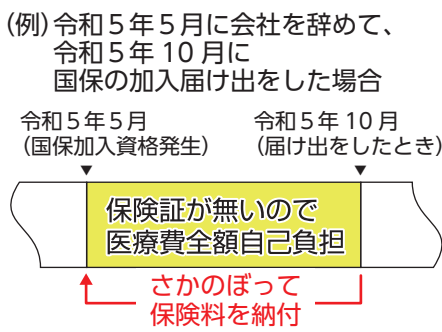 (例)令和5年5月に会社を辞めて、
令和5年10月に
国保の加入届け出をした場合
令和5年5月
(国保加入資格発生)
令和5年10月
(届け出をしたとき)
保険証が無いので
医療費全額自己負担
さかのぼって
保険料を納付